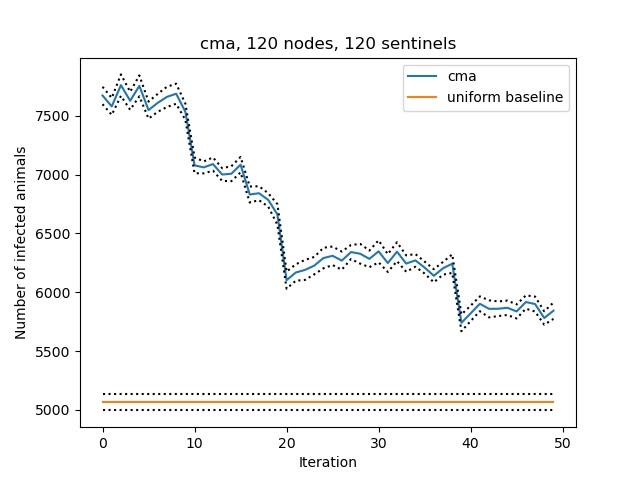 cma, 120 nodes, 120 sentinels
cma
uniform baseline
Number of infected animals
7500
7000
6500
6000
5500
5000
0 10 20 30 40 50
Iteration